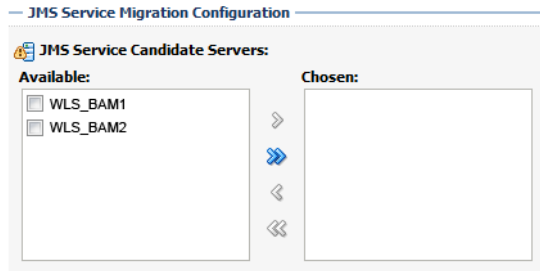 JMS Service Migration Configuration
JMS Service Candidate Servers:
Available:
Chosen:
WLS_BAM1
WLS_BAM2